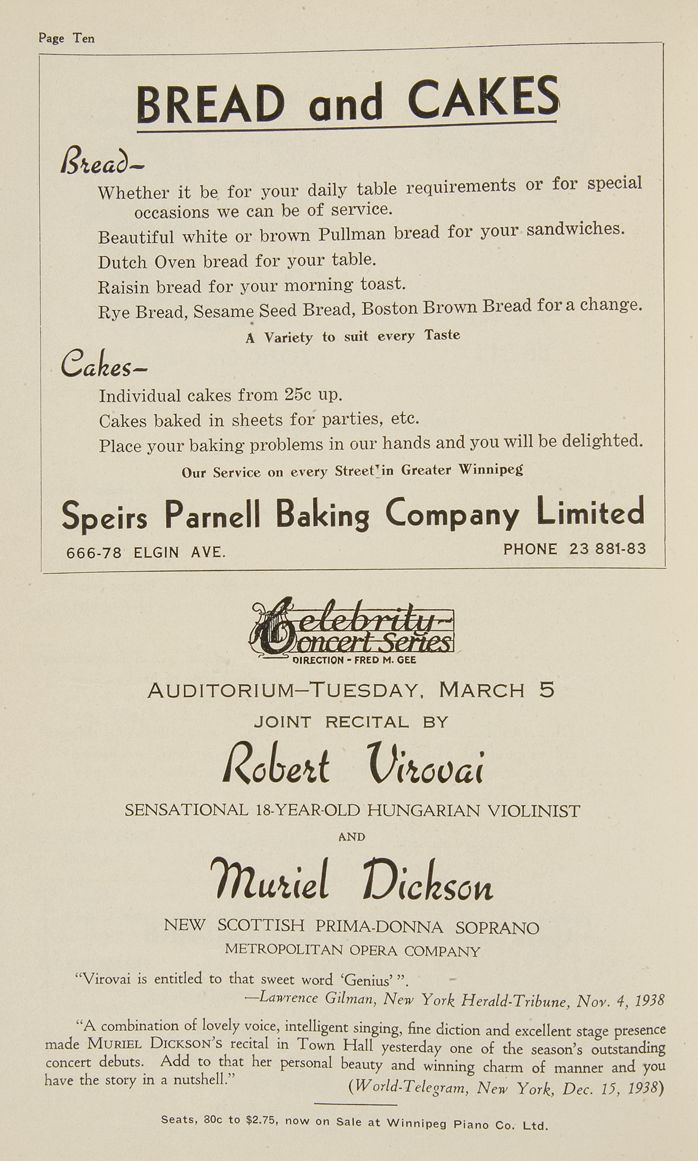 Page Ten
BREAD and CAKES
Bread—
Whether it be for your daily table requirements or for special
occasions we can be of service.
Beautiful white or brown Pullman bread for your sandwiches.
Dutch Oven bread for your table.
Raisin bread for your morning toast.
Rye Bread, Sesame Seed Bread, Boston Brown Bread for a change.
A Variety to suit every Taste
Cakes—
Individual cakes from 25c up.
Cakes baked in sheets for parties, etc.
Place your baking problems in our hands and you will be delighted.
Our Service on every Street in Greater Winnipeg
Speirs Parnell Baking Company Limited
666-78 ELGIN AVE. PHONE 23 881-83
Celebrity
Concert Series
DIRECTION - FRED M. GEE
AUDITORIUM—TUESDAY, MARCH 5
JOINT RECITAL BY
Robert Virovai
SENSATIONAL 18-YEAR-OLD HUNGARIAN VIOLINIST
AND
Muriel Dickson
NEW SCOTTISH PRIMA-DONNA SOPRANO
METROPOLITAN OPERA COMPANY
"Virovai is entitled to that sweet word 'Genius' ".
—Lawrence Gilman, New York Herald-Tribune, Nov. 4, 1938
"A combination of lovely voice, intelligent singing, fine diction and excellent stage presence
made MURIEL DICKSON'S recital in Town Hall yesterday one of the season's outstanding
concert debuts. Add to that her personal beauty and winning charm of manner and you
have the story in a nutshell."
(World-Telegram, New York, Dec. 15, 1938)
Seats, 80c to $2.75, now on Sale at Winnipeg Piano Co. Ltd.